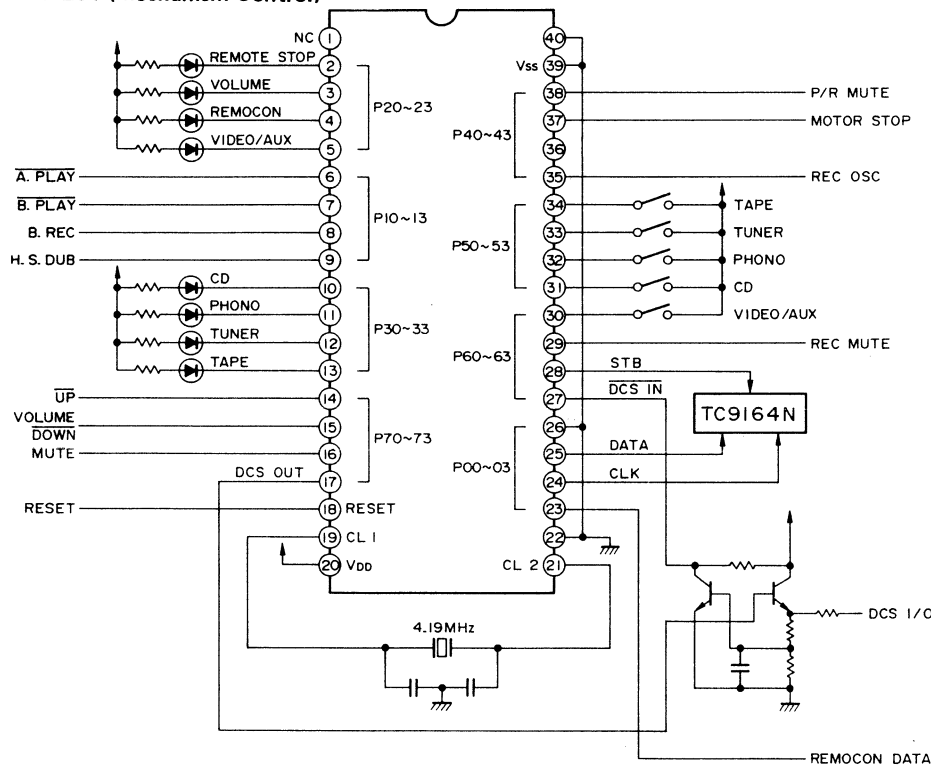 (Mechanism Control)
NC 1
REMOTE STOP 2
VOLUME 3
REMOCON 4
VIDEO/AUX 5
P20~23
A. PLAY 6
B. PLAY 7
B. REC 8
H. S. DUB 9
P10~13
CD 10
PHONO 11
TUNER 12
TAPE 13
P30~33
UP 14
VOLUME 15
DOWN
MUTE 16
DCS OUT 17
P70~73
RESET 18 RESET
19 CL 1
20 VDD
40
Vss 39
38 P/R MUTE
37 MOTOR STOP
36
35 REC OSC
P40~43
34 TAPE
33 TUNER
32 PHONO
31 CD
P50~53
30 VIDEO/AUX
29 REC MUTE
28 STB
27 DCS IN
P60~63
TC9164N
26
25 DATA
24 CLK
23
P00~03
22
CL 2 21
4.19MHz
DCS I/O
REMOCON DATA